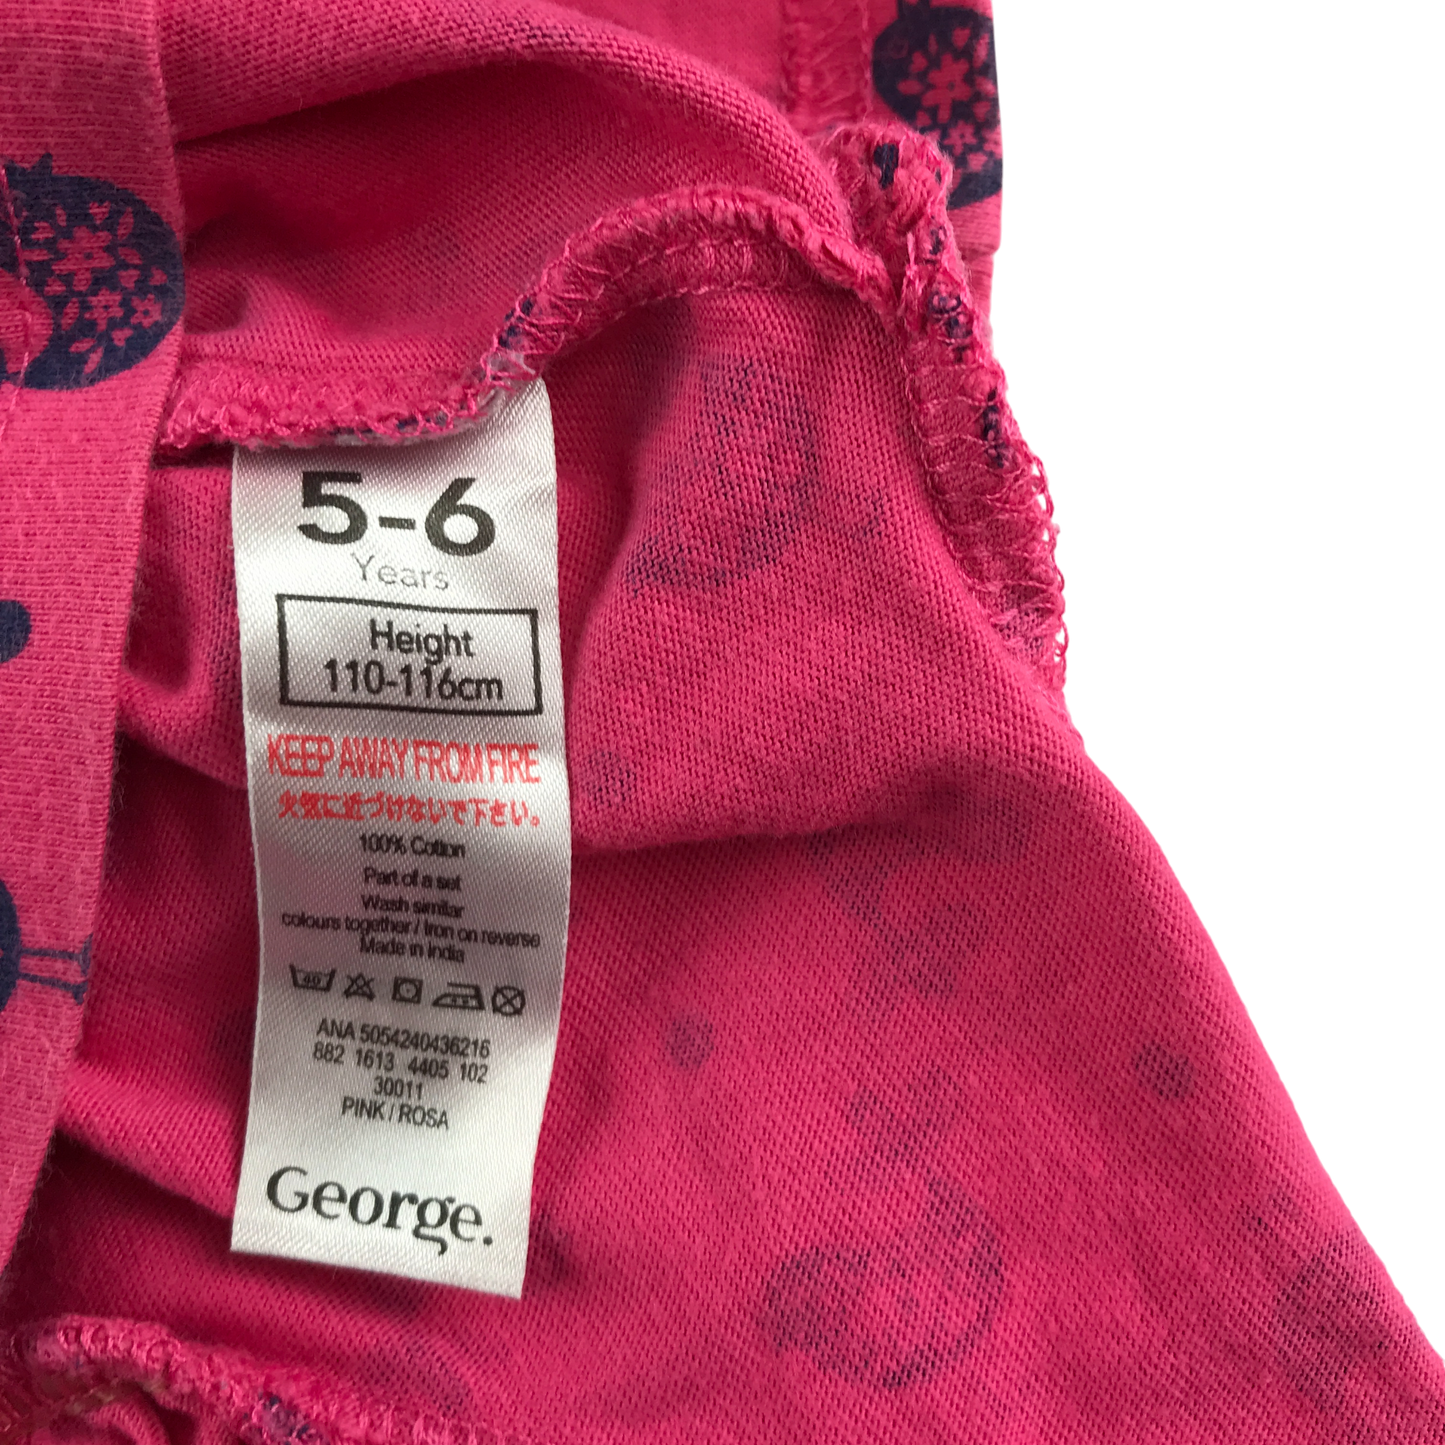 5-6
Years
Height
110-116cm
KEEP AWAY FROM FIRE
火気に近づけないで下さい。
100% Cotton
Part of a set
Wash similar
colours together / Iron on reverse
Made in India
40
ANA 5054240436216
882 1613 4405 102
30011
PINK / ROSA
George.